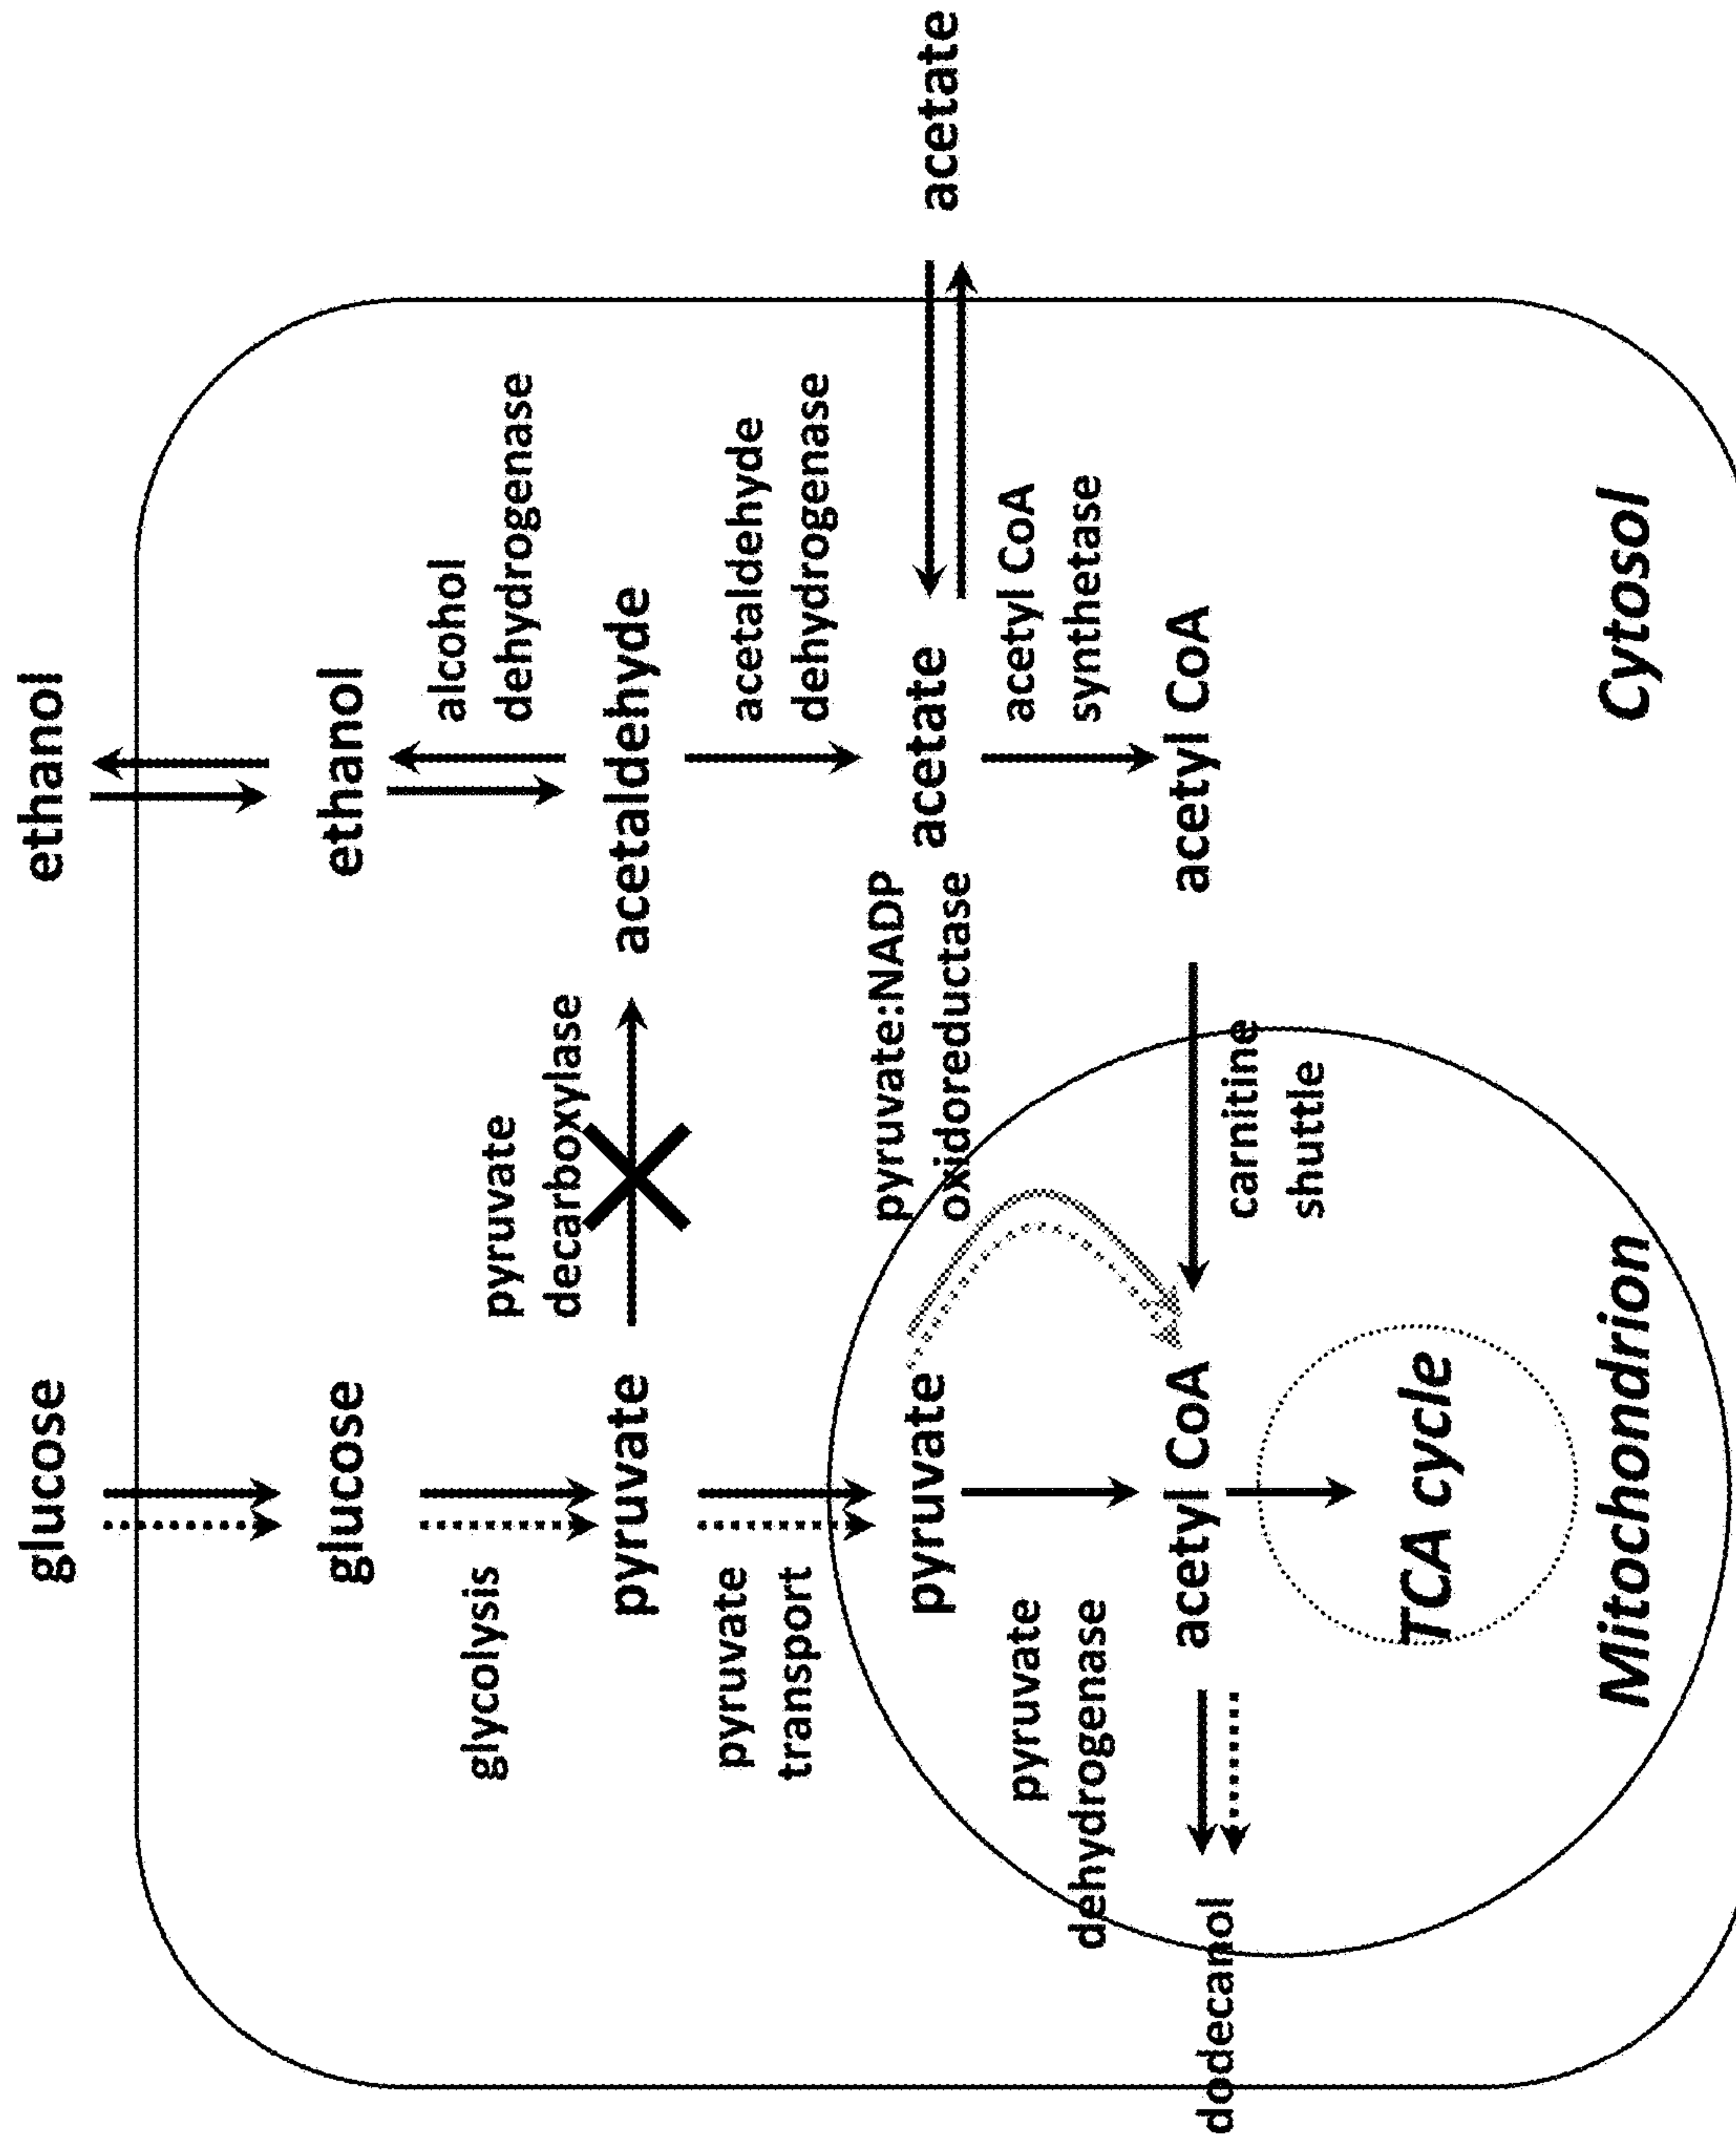 glucose
ethanol
glucose
ethanol
glycolysis
pyruvate
decarboxylase
alcohol
dehydrogenase
pyruvate
acetaldehyde
pyruvate
transport
acetaldehyde
dehydrogenase
pyruvate:NADP
oxidoreductase
pyruvate
acetate
acetate
pyruvate
dehydrogenase
acetyl CoA
synthetase
dodecanol
acetyl CoA
acetyl CoA
carnitine
shuttle
TCA cycle
Mitochondrion
Cytosol